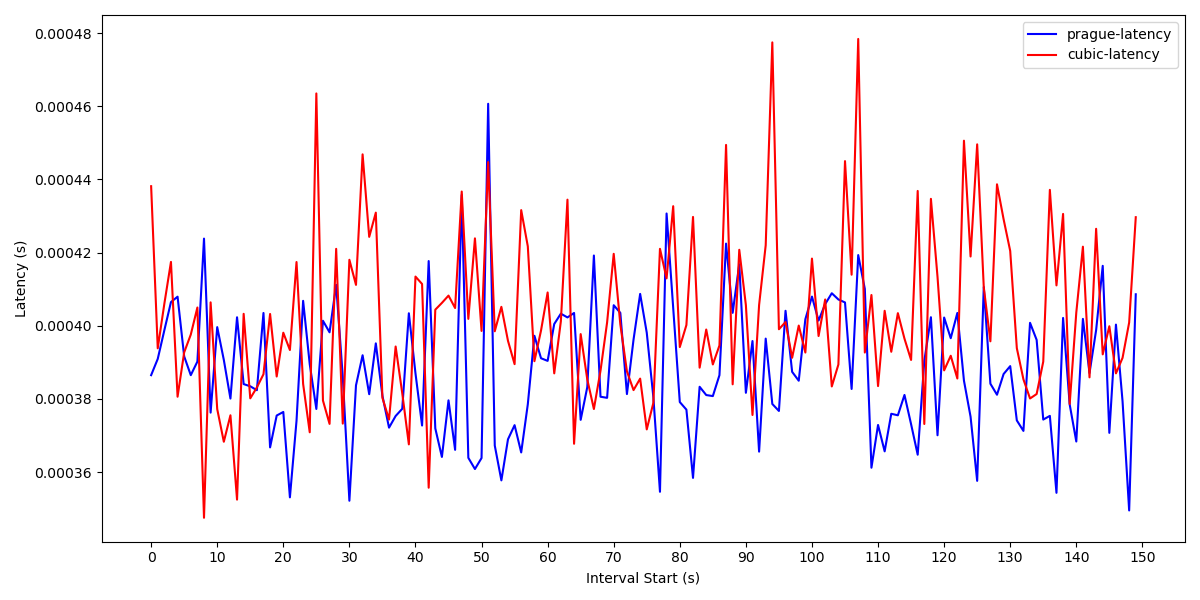 0.00048
0.00046
0.00044
0.00042
0.00040
0.00038
0.00036
Latency (s)
prague-latency
cubic-latency
0 10 20 30 40 50 60 70 80 90 100 110 120 130 140 150
Interval Start (s)